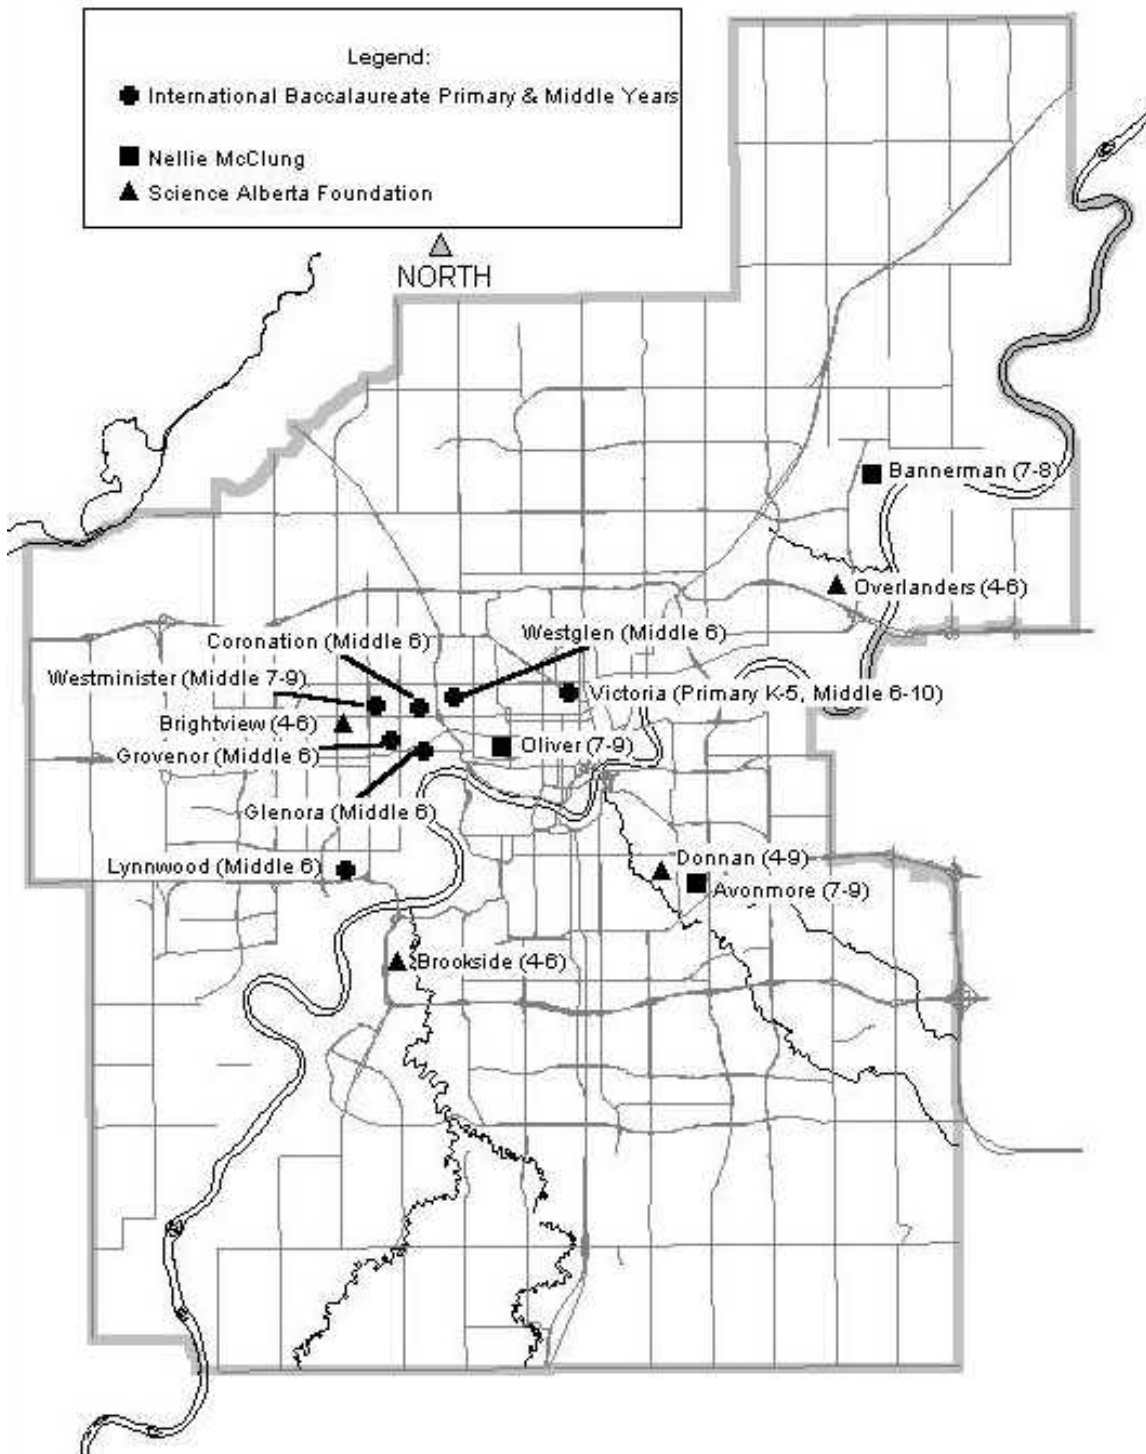 Legend:
International Baccalaureate Primary & Middle Years
Nellie McClung
Science Alberta Foundation
NORTH
Bannerman (7-8)
Overlanders (4-6)
Westglen (Middle 6)
Coronation (Middle 6)
Westminister (Middle 7-9)
Victoria (Primary K-5, Middle 6-10)
Brightview (4-6)
Oliver (7-9)
Grovenor (Middle 6)
Glenora (Middle 6)
Lynnwood (Middle 6)
Donnan (4-9)
Avonmore (7-9)
Brookside (4-6)